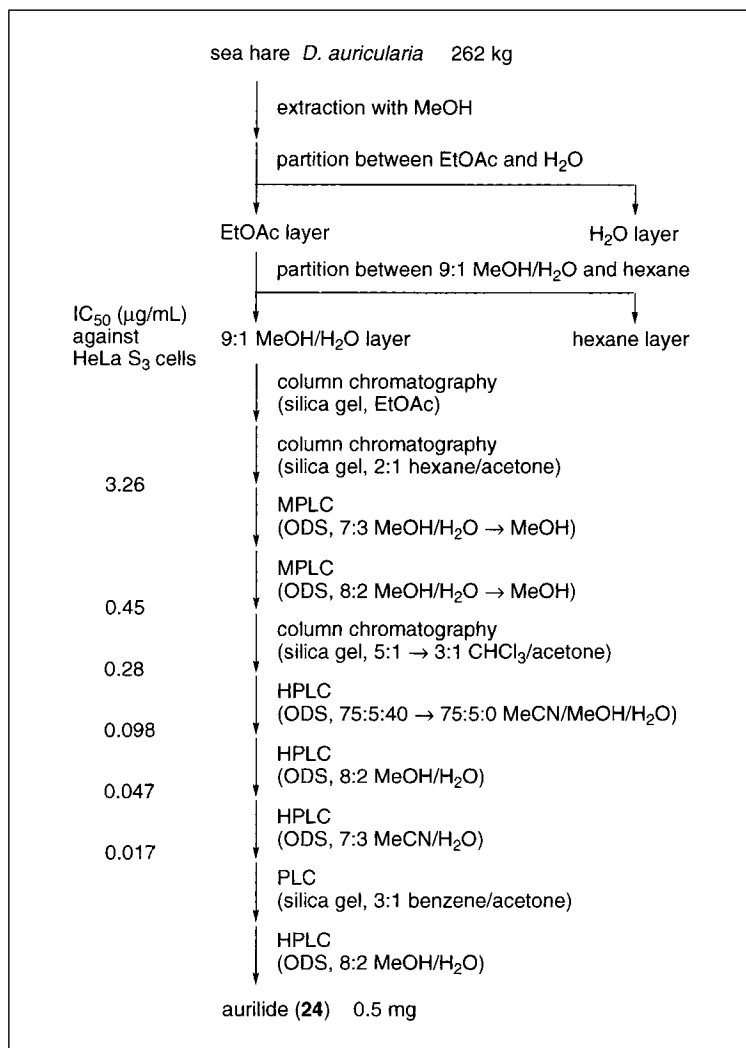 sea hare D. auricularia 262 kg
extraction with MeOH
partition between EtOAc and H₂O
EtOAc layer
H₂O layer
partition between 9:1 MeOH/H₂O and hexane
IC₅₀ (μg/mL)
against
HeLa S₃ cells
9:1 MeOH/H₂O layer
hexane layer
column chromatography
(silica gel, EtOAc)
column chromatography
(silica gel, 2:1 hexane/acetone)
3.26
MPLC
(ODS, 7:3 MeOH/H₂O → MeOH)
MPLC
(ODS, 8:2 MeOH/H₂O → MeOH)
0.45
column chromatography
(silica gel, 5:1 → 3:1 CHCl₃/acetone)
0.28
HPLC
(ODS, 75:5:40 → 75:5:0 MeCN/MeOH/H₂O)
0.098
HPLC
(ODS, 8:2 MeOH/H₂O)
0.047
HPLC
(ODS, 7:3 MeCN/H₂O)
0.017
PLC
(silica gel, 3:1 benzene/acetone)
HPLC
(ODS, 8:2 MeOH/H₂O)
aurilide (24) 0.5 mg